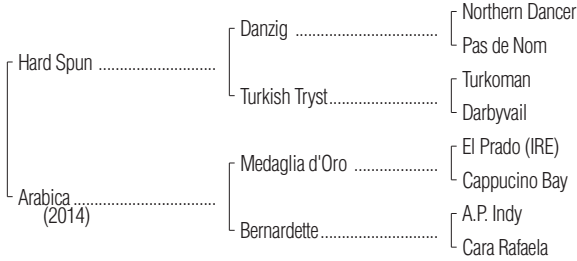 Northern Dancer
Danzig ....................................
Pas de Nom
Hard Spun .............................
Turkoman
Turkish Tryst...........................
Darbyvail
El Prado (IRE)
Medaglia d'Oro .....................
Cappucino Bay
Arabica ...................................
(2014)
A.P. Indy
Bernardette.............................
Cara Rafaela